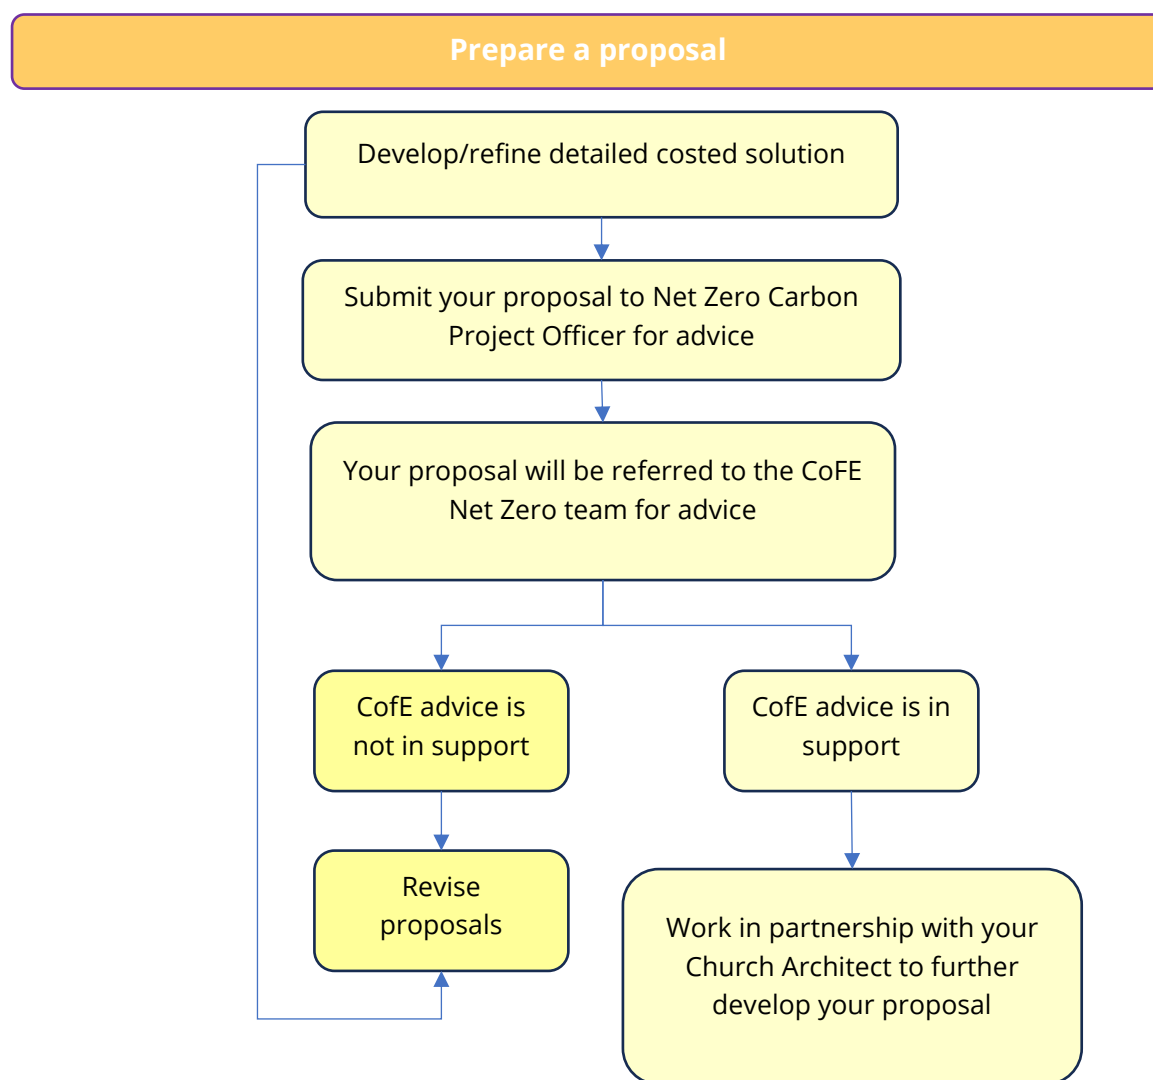 Prepare a proposal
Develop/refine detailed costed solution
Submit your proposal to Net Zero Carbon
Project Officer for advice
Your proposal will be referred to the CoFE
Net Zero team for advice
CofE advice is
not in support
CofE advice is in
support
Revise
proposals
Work in partnership with your
Church Architect to further
develop your proposal